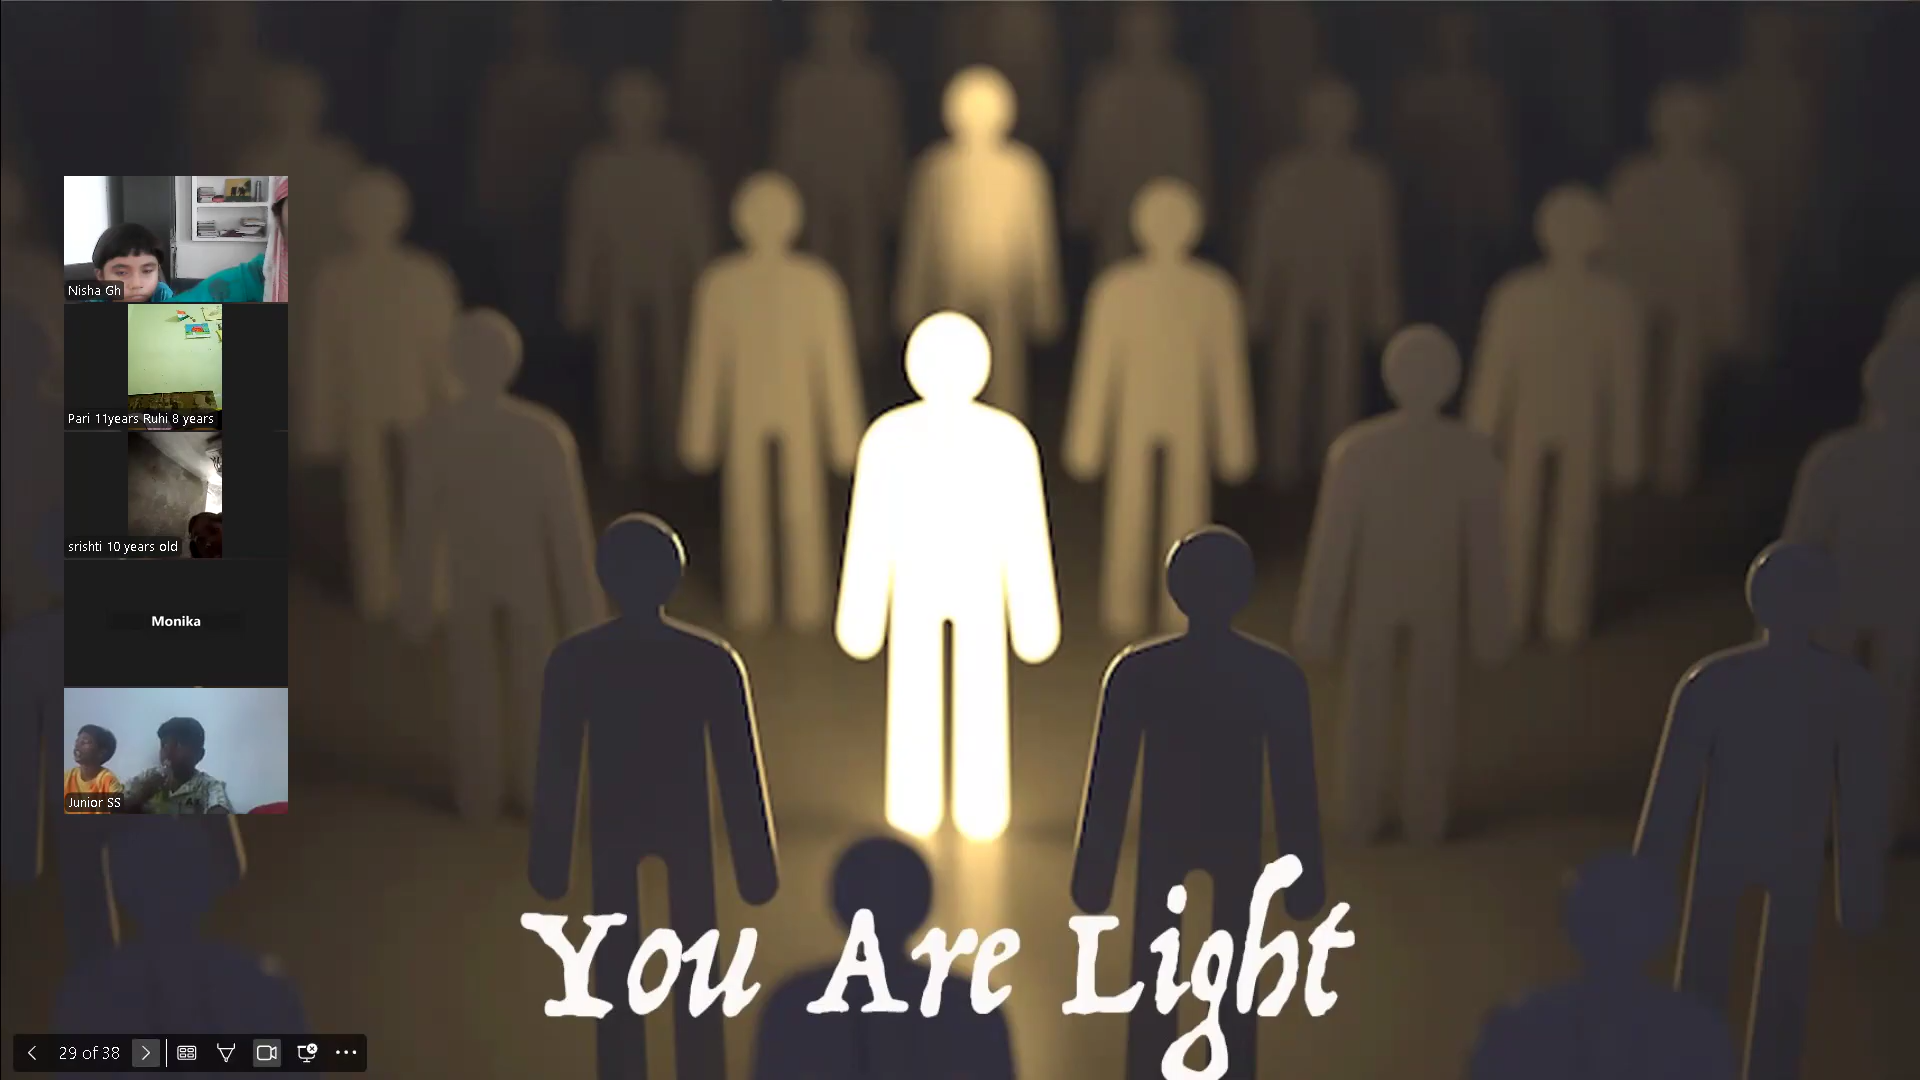 Nisha Gh
Pari 11years Ruhi 8 years
srishti 10 years old
Monika
Junior SS
You Are Light
29 of 38